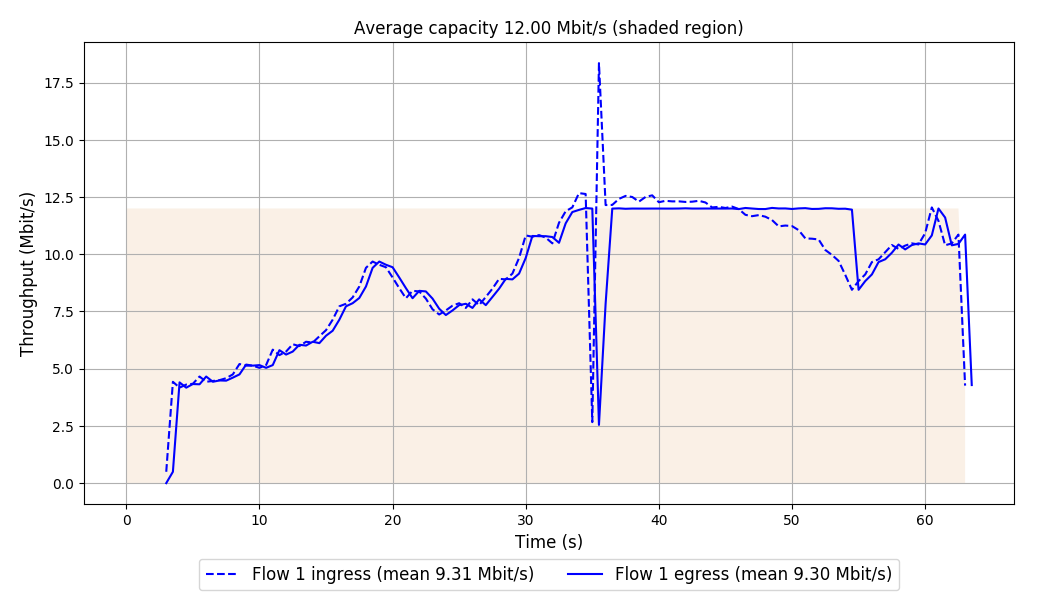 Average capacity 12.00 Mbit/s (shaded region)
17.5
15.0
12.5
10.0
7.5
5.0
2.5
0.0
Throughput (Mbit/s)
0 10 20 30 40 50 60
Time (s)
Flow 1 ingress (mean 9.31 Mbit/s) Flow 1 egress (mean 9.30 Mbit/s)